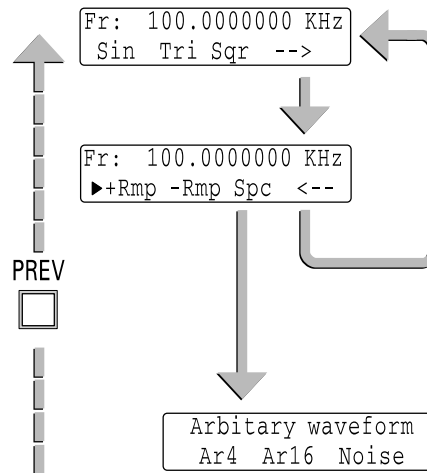 Fr: 100.0000000 KHz
Sin Tri Sqr -->
Fr: 100.0000000 KHz
▶+Rmp -Rmp Spc <--
PREV
Arbitary waveform
Ar4 Ar16 Noise